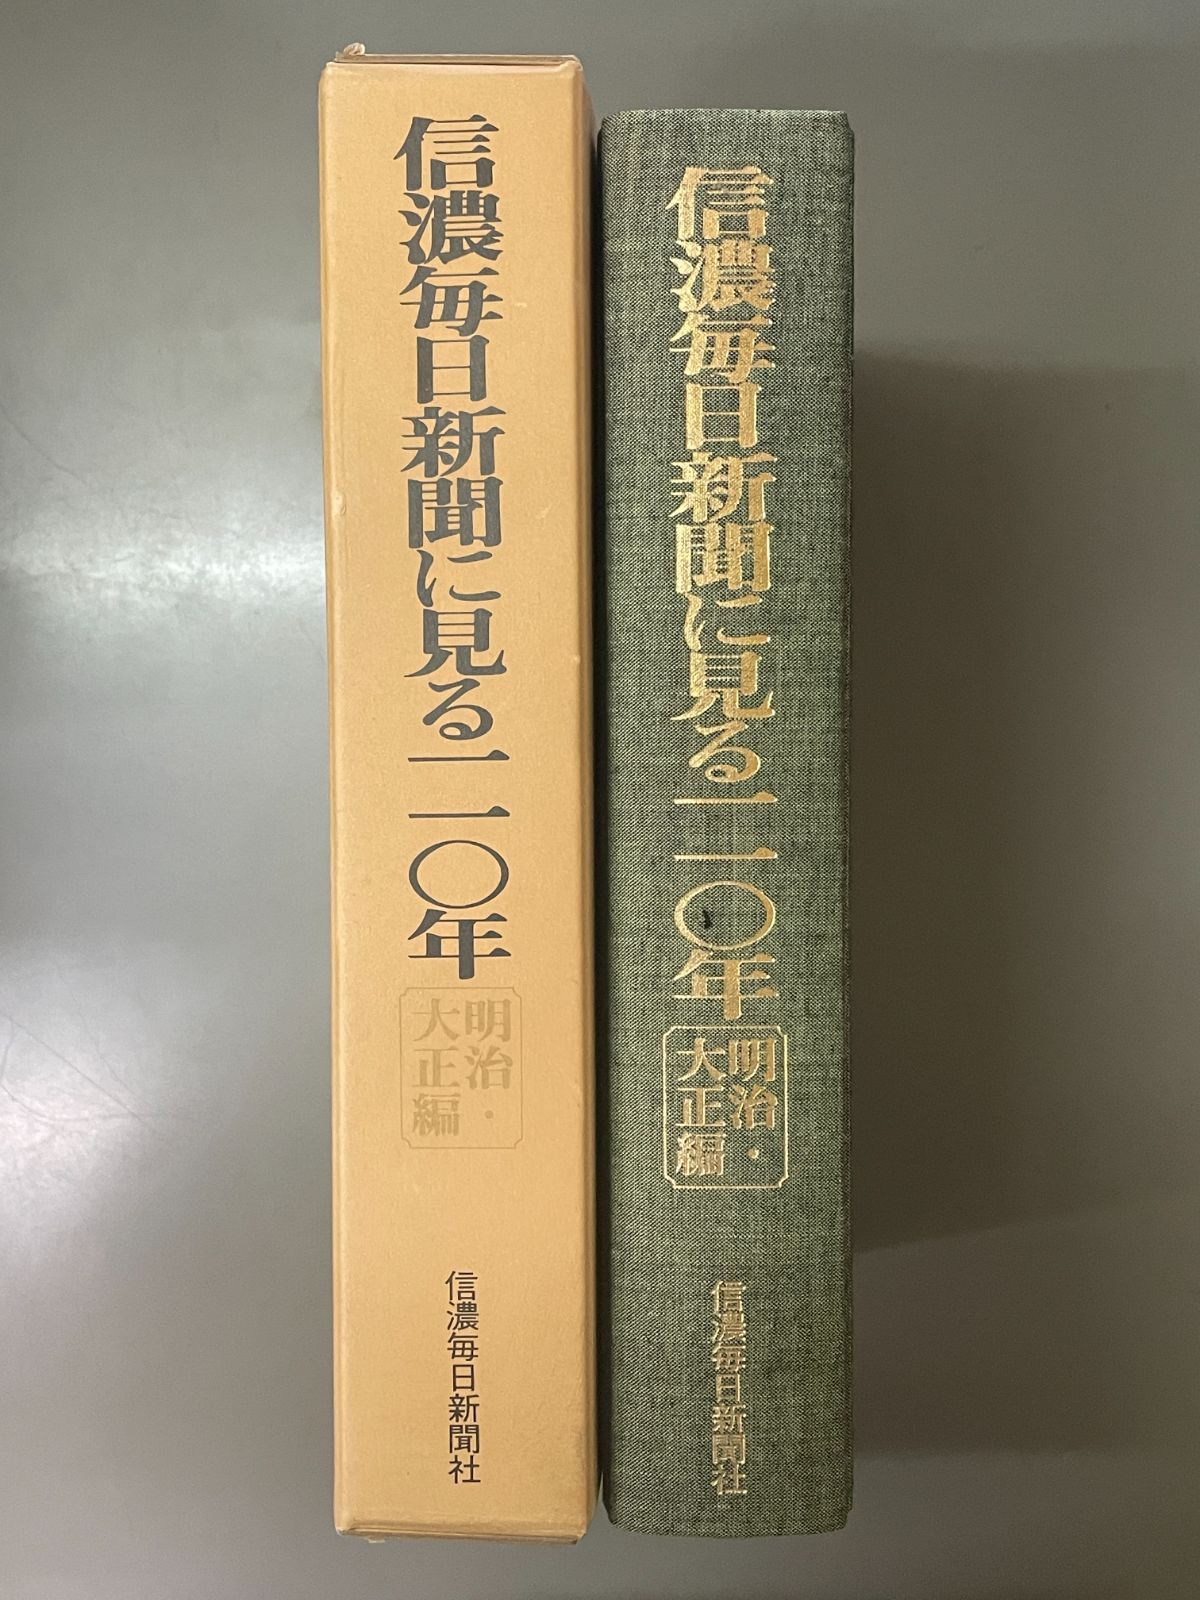 信濃毎日新聞に見る一一〇年
明治・
大正編
信濃毎日新聞社
信濃毎日新聞に見る一一〇年
明治・
大正編
信濃毎日新聞社